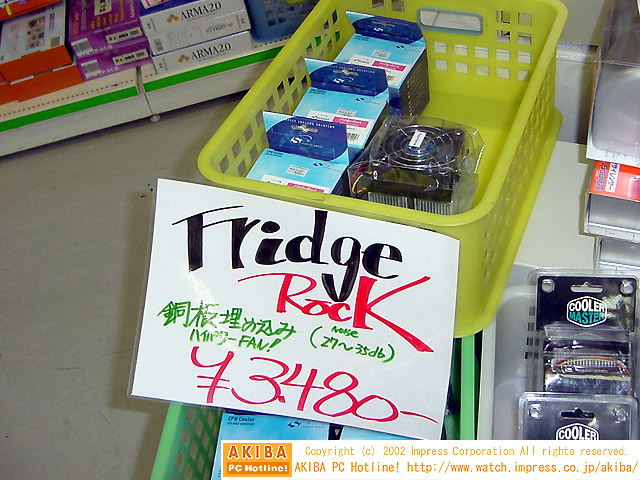 ARMA20
ARMA20
Fridge
RocK
銅板埋め込み
ハイパワーFAN!
Noise
(27~35db)
¥3.480-
COOLER
MASTER
COOLER
CPU Cooler
AKIBA
PC Hotline!
Copyright (c) 2002 Impress Corporation All rights reserved.
AKIBA PC Hotline! http://www.watch.impress.co.jp/akiba/